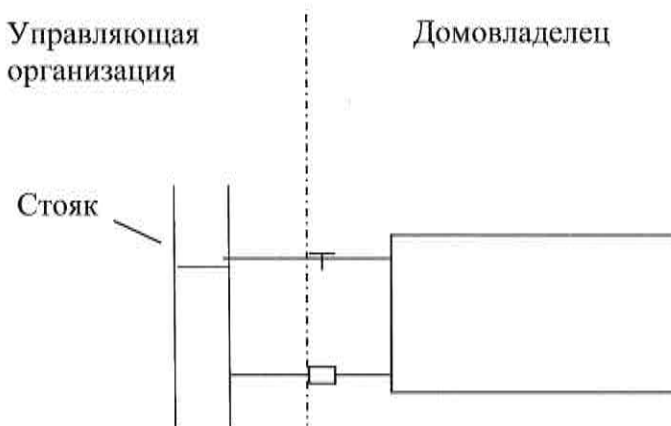 Управляющая
организация
Домовладелец
Стояк